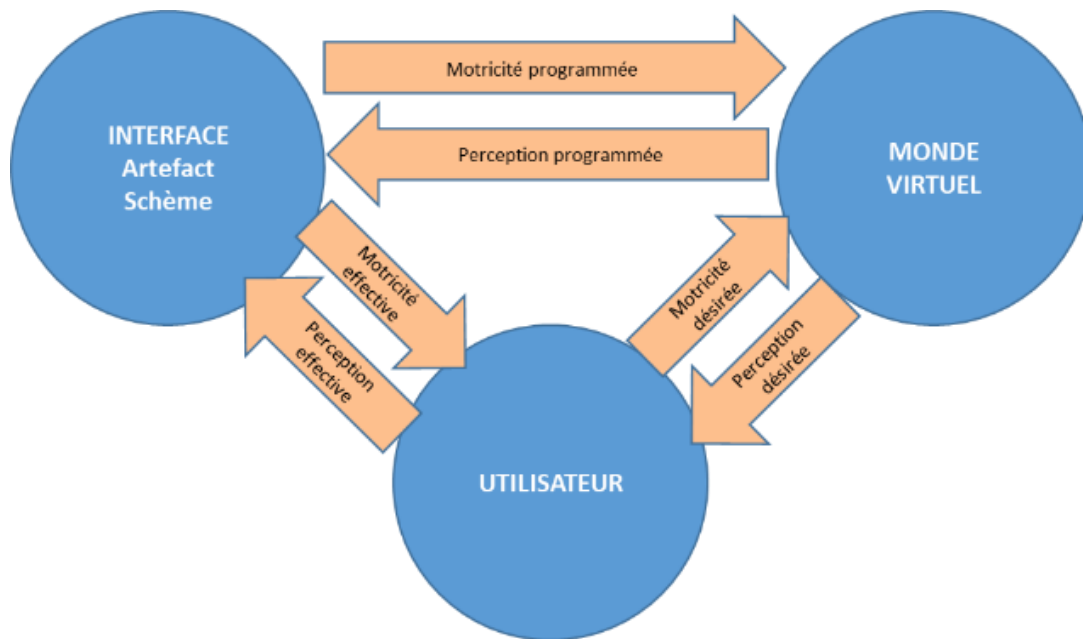 Motricité programmée
INTERFACE
Artefact
Schème
Perception programmée
MONDE
VIRTUEL
Motricité
effective
Perception
effective
Motricité
désirée
Perception
désirée
UTILISATEUR